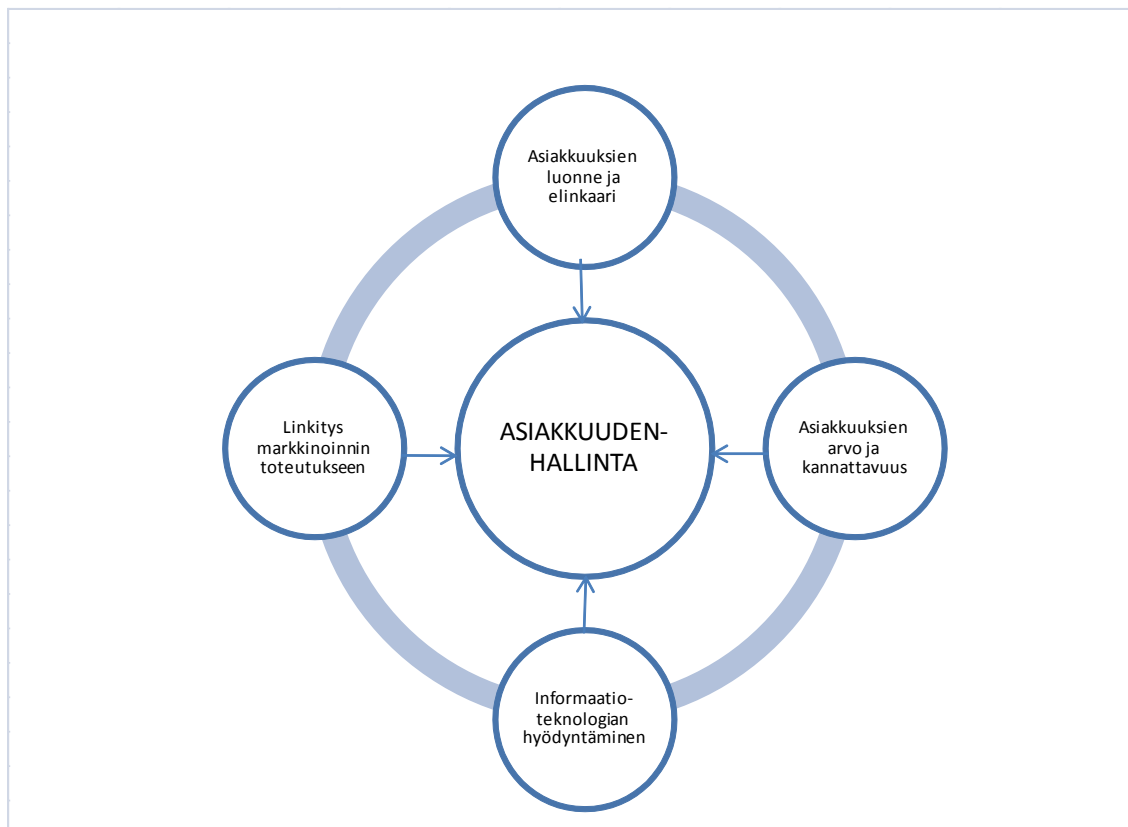 Asiakkuuksien
luonne ja
elinkaari
Linkitys
markkinoinnin
toteutukseen
ASIAKKUUDEN-
HALLINTA
Asiakkuuksien
arvo ja
kannattavuus
Informaatio-
teknologian
hyödyntäminen